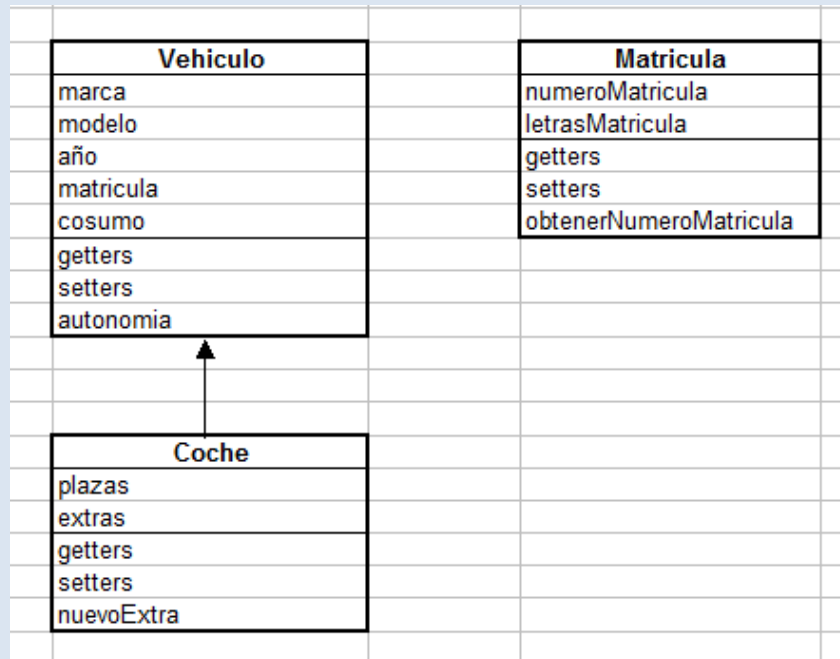 Vehiculo
marca
modelo
año
matricula
cosumo
getters
setters
autonomia
Matricula
numeroMatricula
letrasMatricula
getters
setters
obtenerNumeroMatricula
Coche
plazas
extras
getters
setters
nuevoExtra